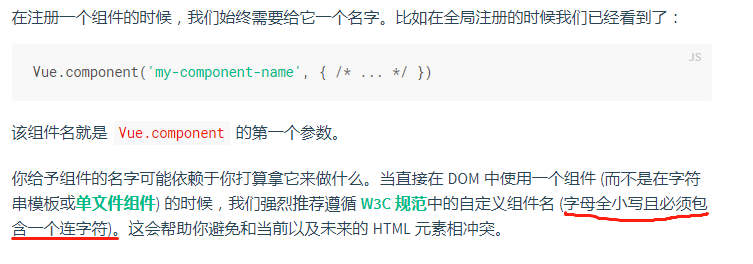 在注册一个组件的时候，我们始终需要给它一个名字。比如在全局注册的时候我们已经看到了：
JS
Vue.component('my-component-name', { /* ... */ })
该组件名就是 Vue.component 的第一个参数。
你给予组件的名字可能依赖于你打算拿它来做什么。当直接在 DOM 中使用一个组件 (而不是在字符
串模板或单文件组件) 的时候，我们强烈推荐遵循 W3C 规范中的自定义组件名 (字母全小写且必须包
含一个连字符)。这会帮助你避免和当前以及未来的 HTML 元素相冲突。